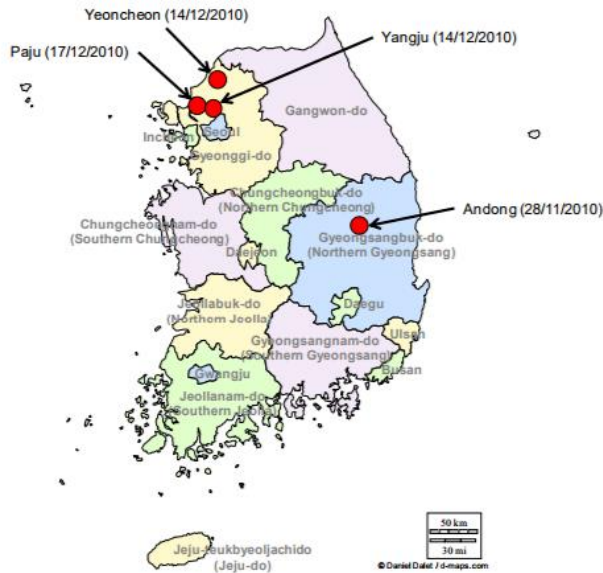 Yeoncheon (14/12/2010)
Paju (17/12/2010)
Yangju (14/12/2010)
Gangwon-do
Incheon
Seoul
Gyeonggi-do
Chungcheongbuk-do
(Northern Chungcheong)
Andong (28/11/2010)
Chungcheongnam-do
(Southern Chungcheong)
Gyeongsangbuk-do
(Northern Gyeongsang)
Daejeon
Jeollabuk-do
(Northern Jeolla)
Daegu
Gyeongsangnam-do
(Southern Gyeongsang)
Ulsan
Busan
Gwangju
Jeollanam-do
(Southern Jeolla)
50 km
30 mi
Jeju-teukbyeoljachido
(Jeju-do)
© Daniel Dalet / d-maps.com